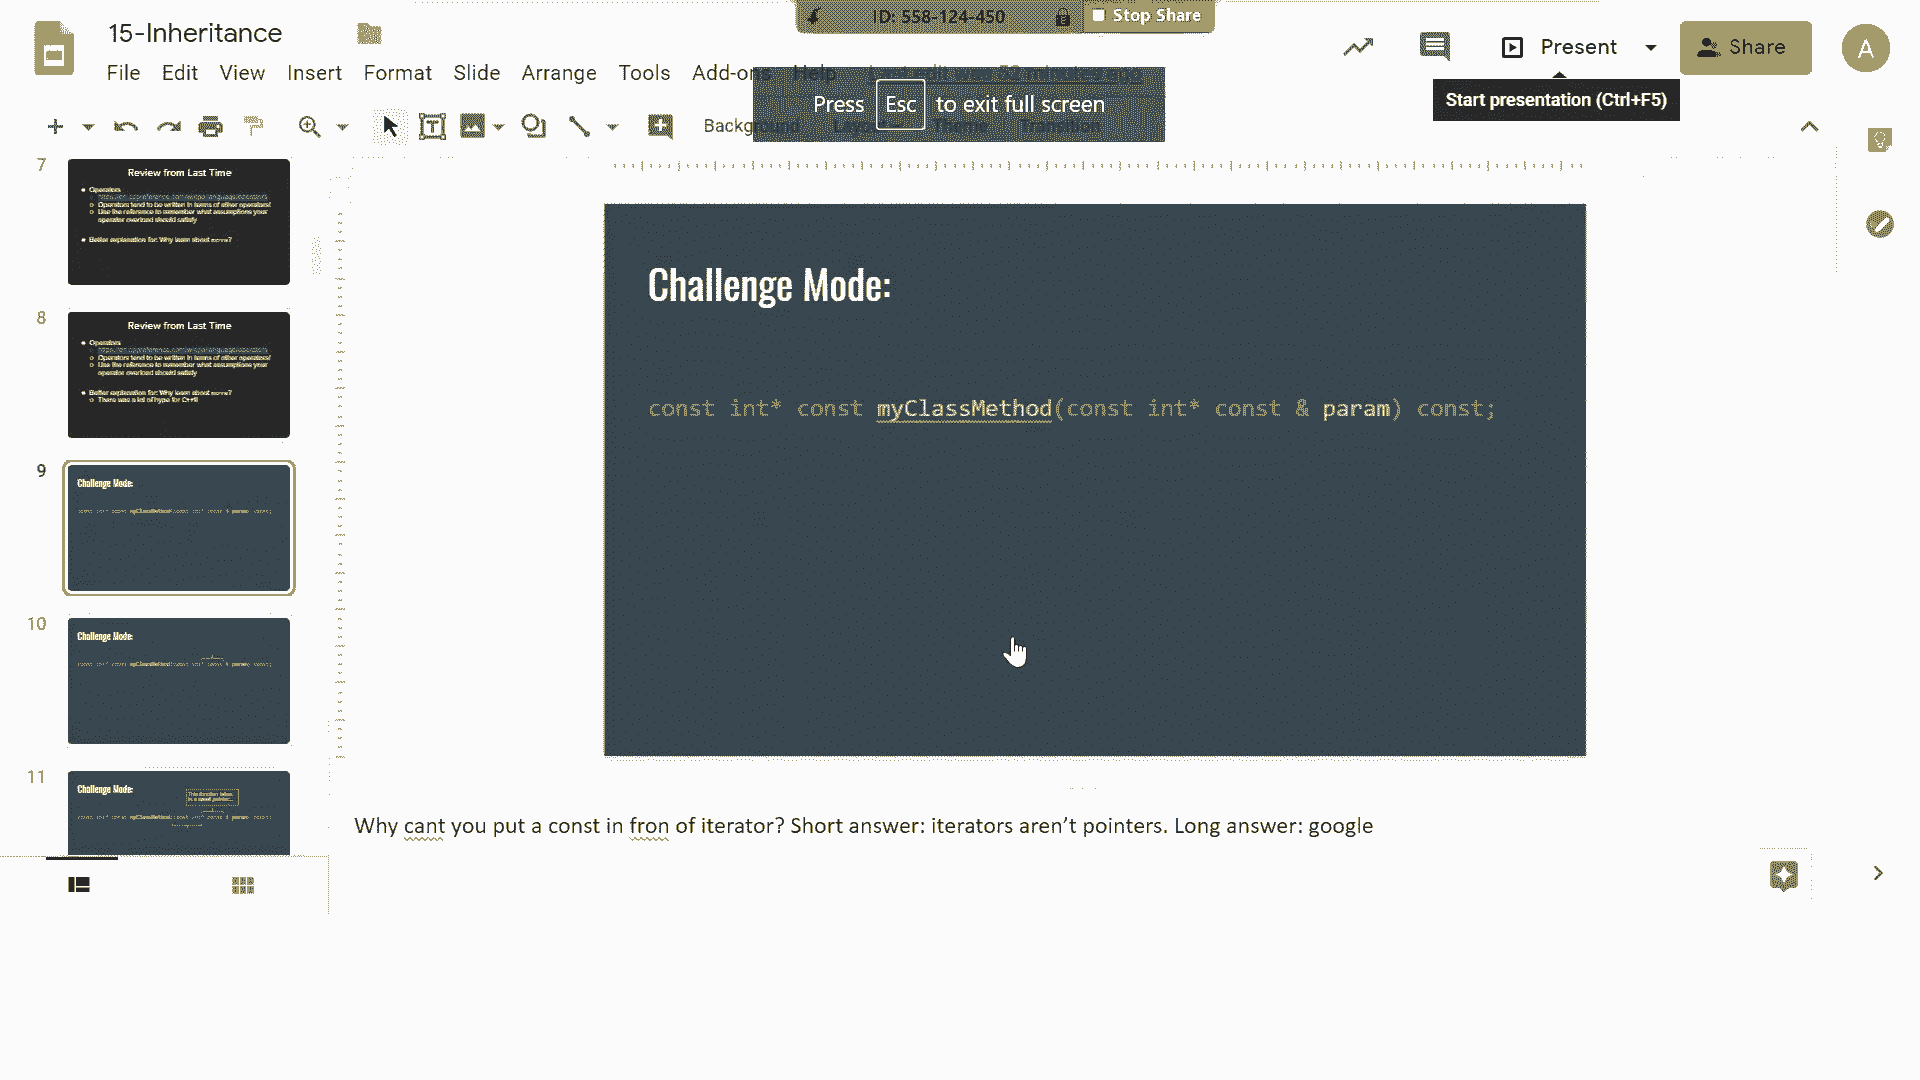 15-Inheritance
ID: 558-124-450
Stop Share
File Edit View Insert Format Slide Arrange Tools Add-ons Help
Present
Share
A
Press Esc to exit full screen
Start presentation (Ctrl+F5)
Background Layout Theme Transition
7
Review from Last Time
Operators
Operators tend to be written in terms of other operators!
Use the reference to remember what assumptions your
operator overload should satisfy
Better explanation for: Why learn about move?
8
Review from Last Time
Operators
Operators tend to be written in terms of other operators!
Use the reference to remember what assumptions your
operator overload should satisfy
Better explanation for: Why learn about move?
There was a lot of hype for C++11
9
Challenge Mode:
const int* const myClassMethod(const int* const & param) const;
10
Challenge Mode:
const int* const myClassMethod(const int* const & param) const;
11
Challenge Mode:
const int* const myClassMethod(const int* const & param) const;
Challenge Mode:
const int* const myClassMethod(const int* const & param) const;
Why cant you put a const in fron of iterator? Short answer: iterators aren't pointers. Long answer: google